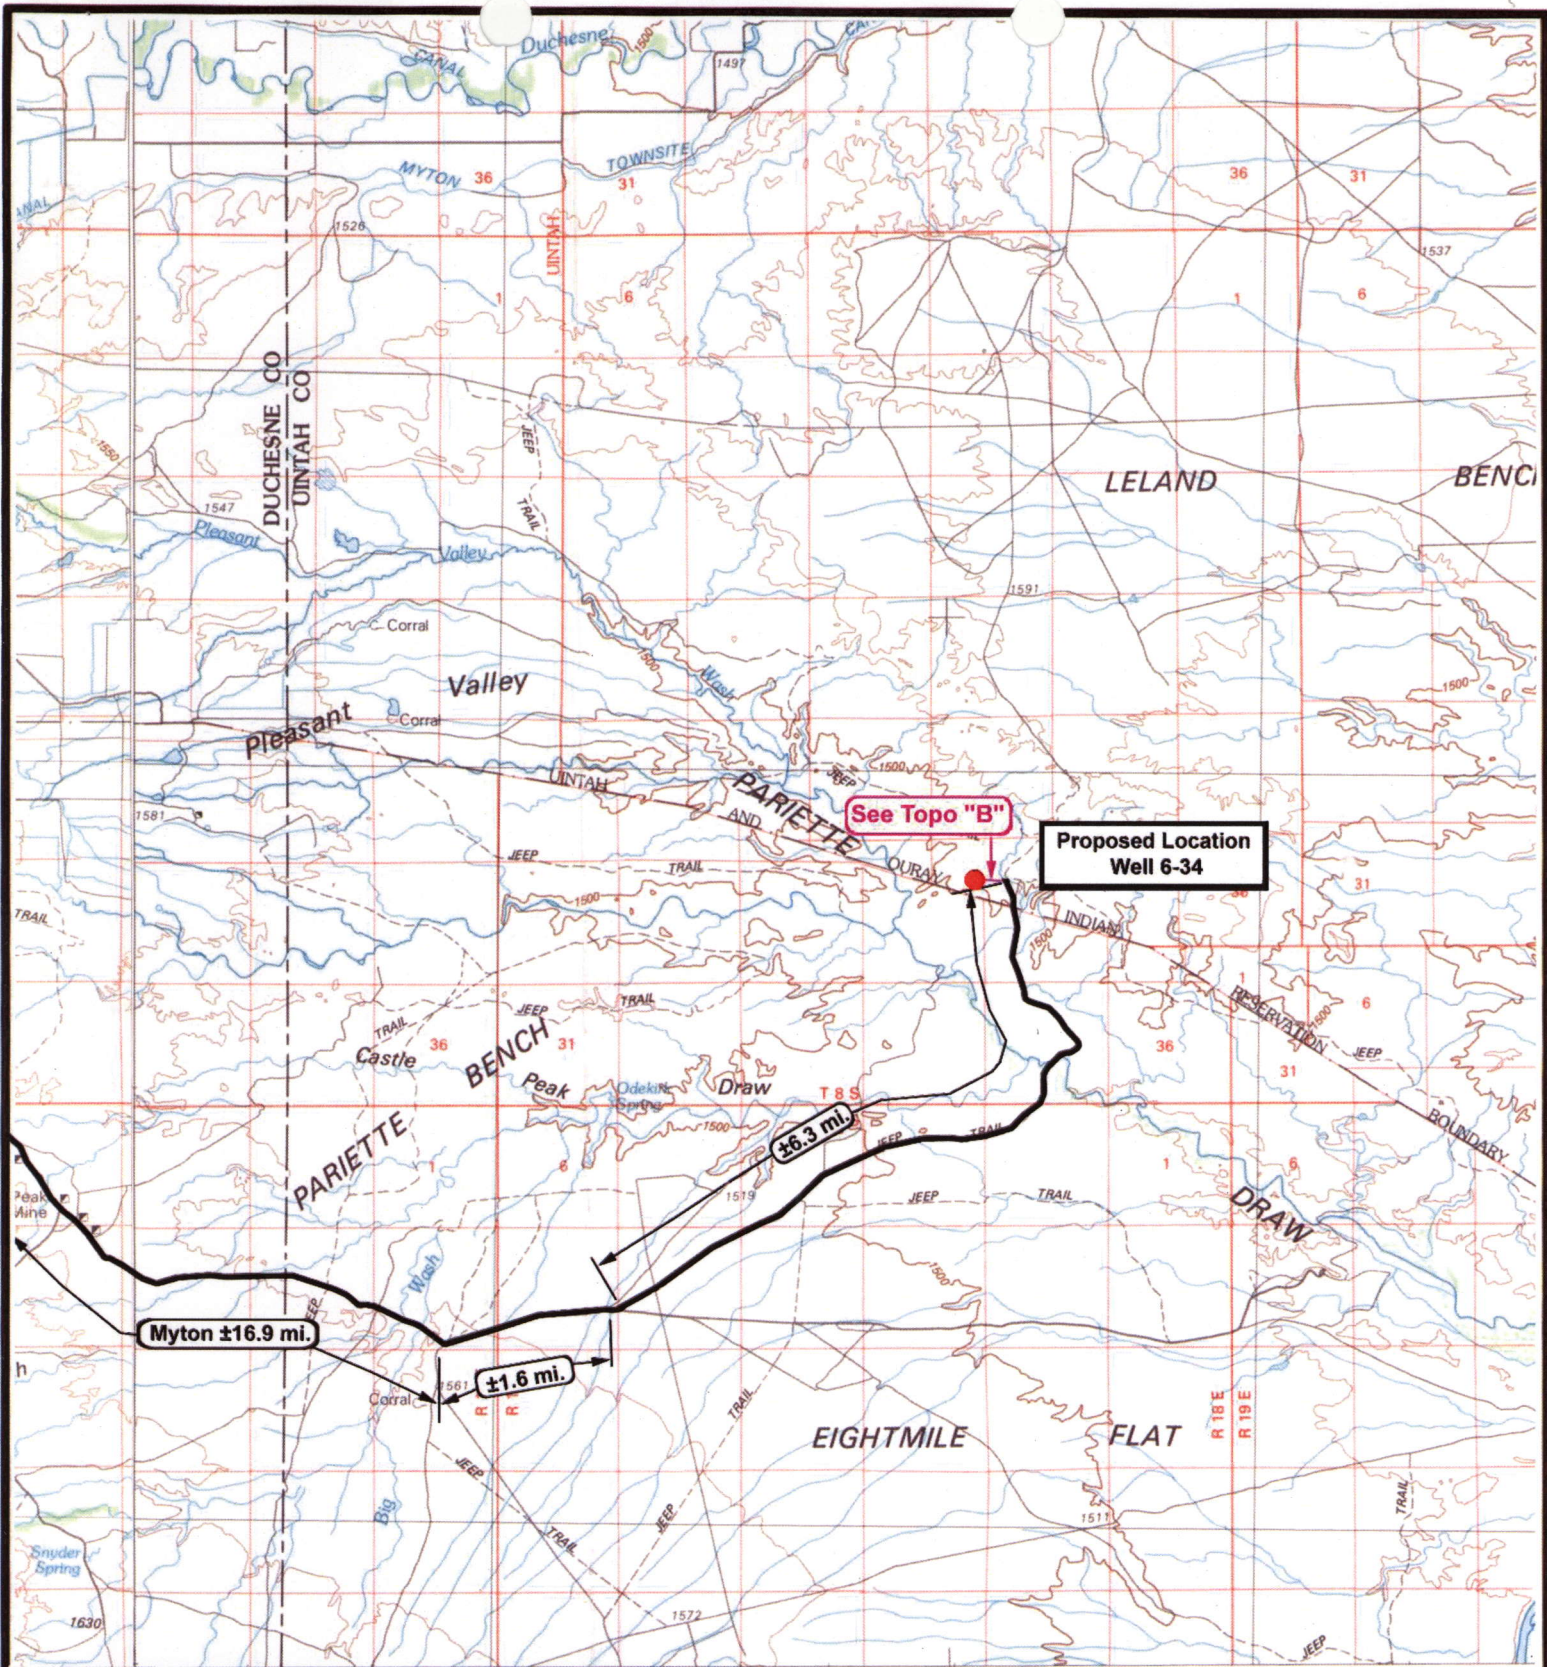 Duchesne
1500
CANAL
1497
MYTON
36
TOWNSITE
31
36
31
1526
UINTAH
1537
1
6
1
6
DUCHESNE CO
UINTAH CO
1550
JEEP
TRAIL
LELAND
BENCH
1547
Pleasant
Valley
1591
Corral
1500
Wash
Valley
Pleasant
Corral
1500
UINTAH
AND
PARIETTE
JEEP
1500
1581
See Topo "B"
Proposed Location
Well 6-34
JEEP
TRAIL
OURAY
31
1500
TRAIL
INDIAN
1500
1
6
RESERVATION
1500
JEEP
TRAIL
JEEP
TRAIL
36
31
Castle
BENCH
Peak
Odekirk
Spring
Draw
T 8 S
36
31
BOUNDARY
1500
±6.3 mi.
JEEP
TRAIL
PARIETTE
1
6
1519
JEEP
TRAIL
1
6
DRAW
Peak
Mine
Wash
1500
JEEP
Myton ±16.9 mi.
±1.6 mi.
1561
Corral
R
R
TRAIL
EIGHTMILE
FLAT
R 18 E
R 19 E
JEEP
Big
TRAIL
JEEP
1511
TRAIL
Snyder
Spring
1630
1572
JEEP